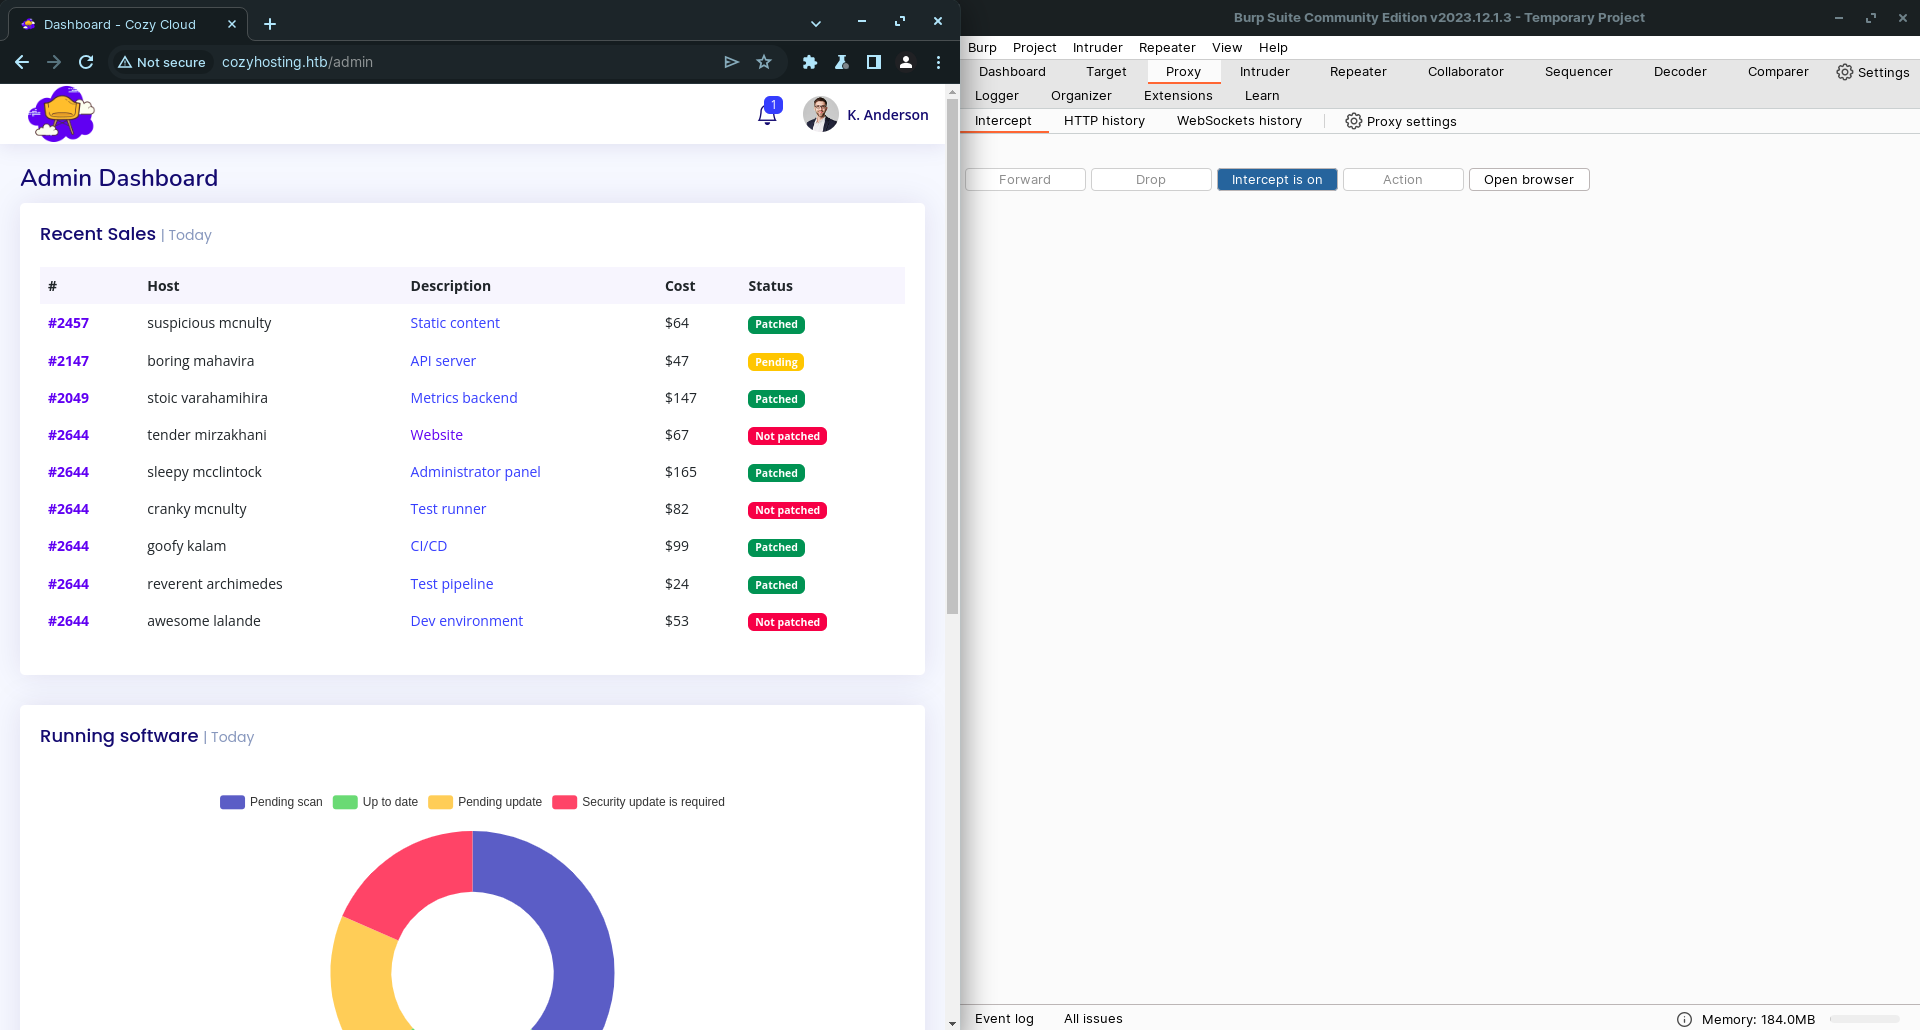 Dashboard - Cozy Cloud
Not secure cozyhosting.htb/admin
1
K. Anderson
Admin Dashboard
Recent Sales | Today
# Host Description Cost Status
#2457 suspicious mcnulty Static content $64 Patched
#2147 boring mahavira API server $47 Pending
#2049 stoic varahamihira Metrics backend $147 Patched
#2644 tender mirzakhani Website $67 Not patched
#2644 sleepy mcclintock Administrator panel $165 Patched
#2644 cranky mcnulty Test runner $82 Not patched
#2644 goofy kalam CI/CD $99 Patched
#2644 reverent archimedes Test pipeline $24 Patched
#2644 awesome lalande Dev environment $53 Not patched
Running software | Today
Pending scan Up to date Pending update Security update is required
Burp Suite Community Edition v2023.12.1.3 - Temporary Project
Burp Project Intruder Repeater View Help
Dashboard Target Proxy Intruder Repeater Collaborator Sequencer Decoder Comparer Settings
Logger Organizer Extensions Learn
Intercept HTTP history WebSockets history Proxy settings
Forward Drop Intercept is on Action Open browser
Event log All issues Memory: 184.0MB